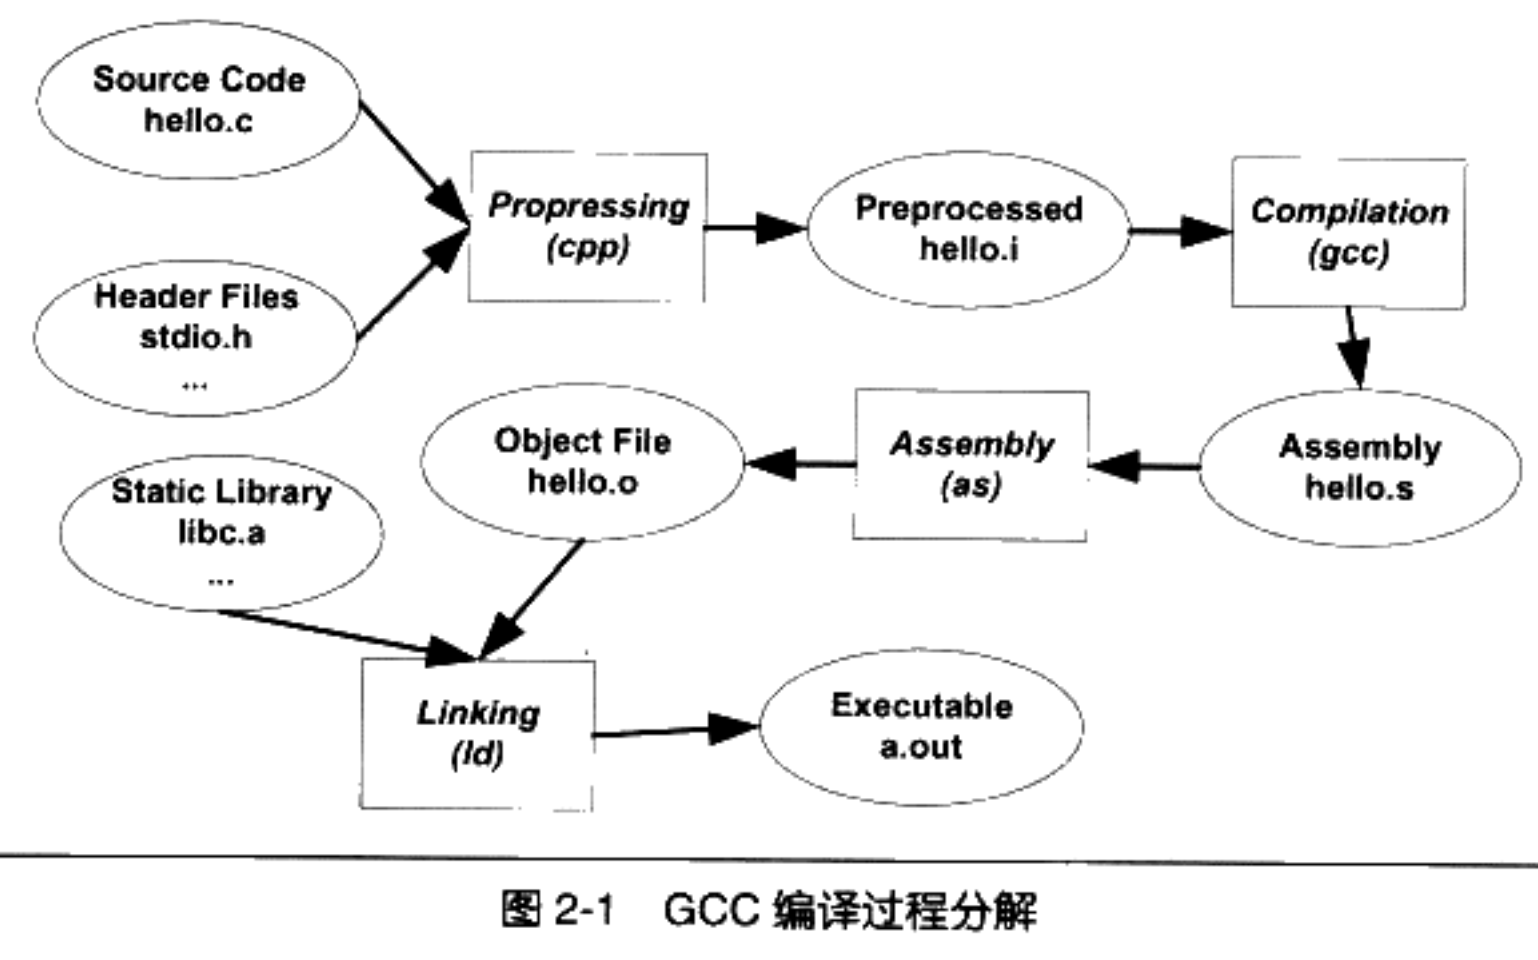 Source Code
hello.c
Header Files
stdio.h
...
Propressing
(cpp)
Preprocessed
hello.i
Compilation
(gcc)
Assembly
hello.s
Assembly
(as)
Object File
hello.o
Static Library
libc.a
...
Linking
(ld)
Executable
a.out
图 2-1 GCC 编译过程分解